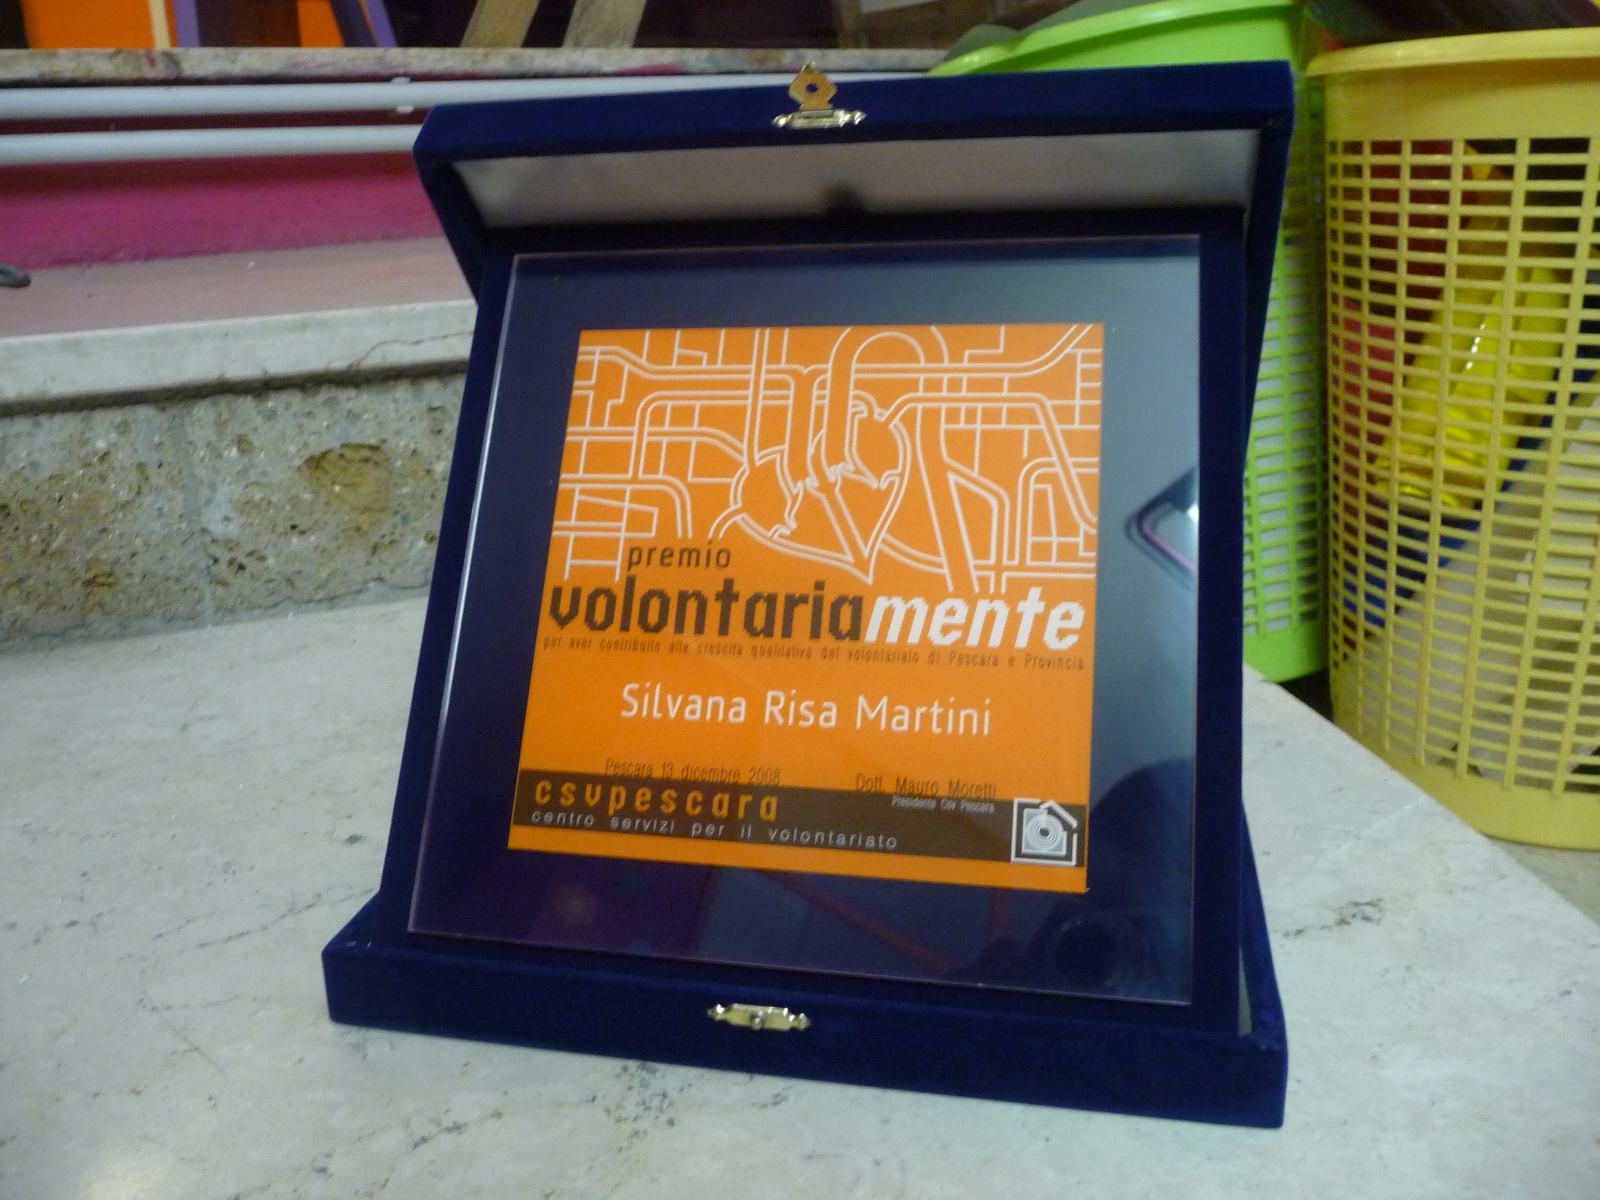 premio
volontariamente
per aver contribuito alla crescita qualitativa del volontariato di Pescara e Provincia
Silvana Risa Martini
Pescara 13 dicembre 2008
Dott. Mauro Moretti
Presidente Csv Pescara
csvpescara
centro servizi per il volontariato